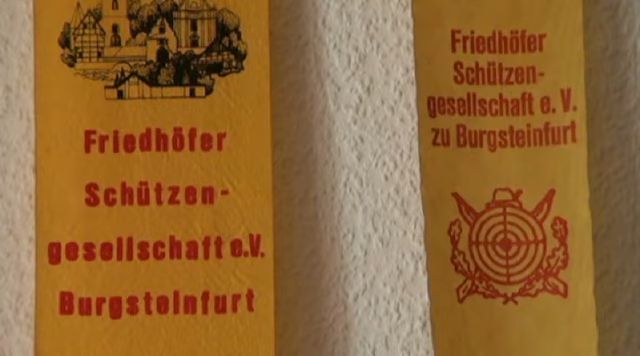 Friedhöfer
Schützen-
gesellschaft e.V.
Burgsteinfurt
Friedhöfer
Schützen-
gesellschaft e. V.
zu Burgsteinfurt